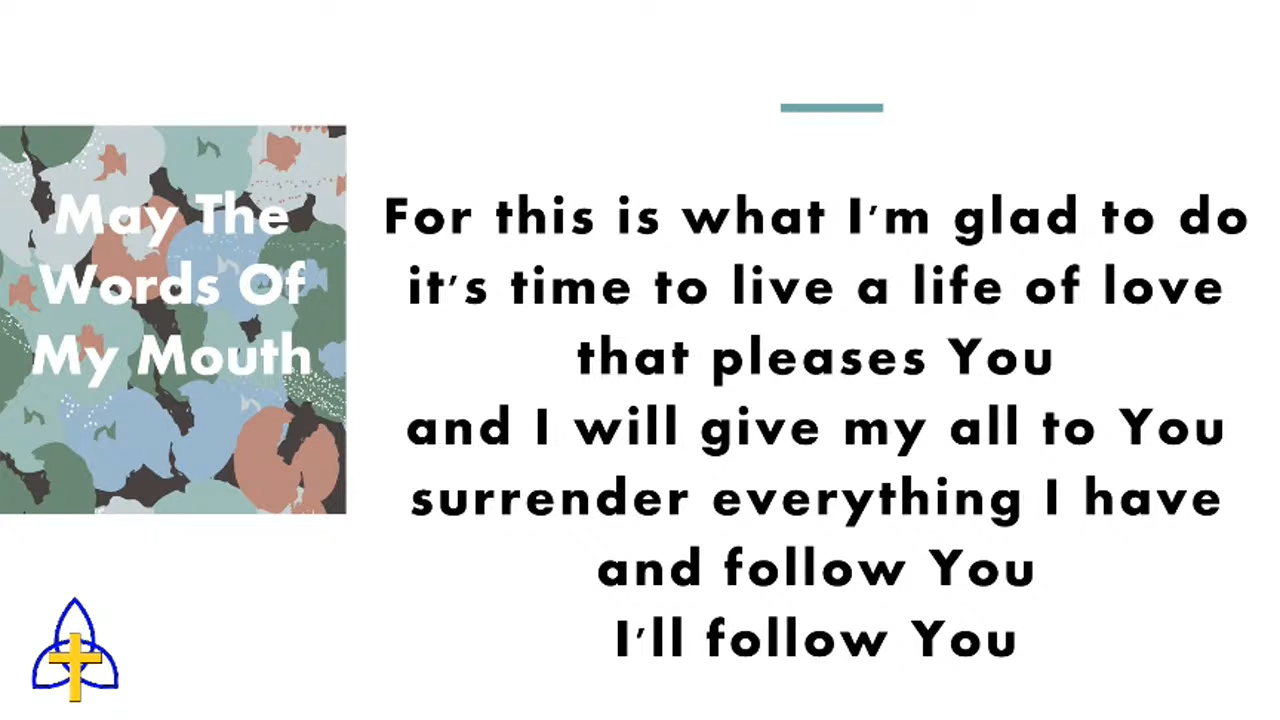 May The
Words Of
My Mouth
For this is what I'm glad to do
it's time to live a life of love
that pleases You
and I will give my all to You
surrender everything I have
and follow You
I'll follow You